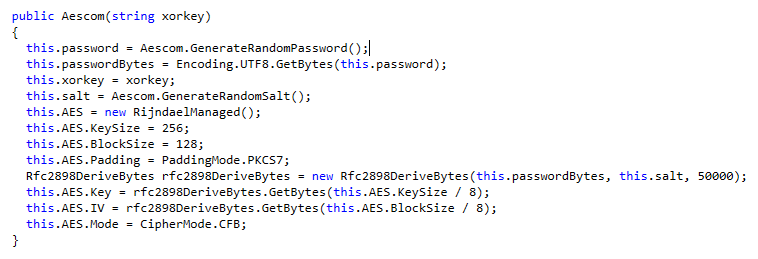 public Aescom(string xorkey)
{
this.password = Aescom.GenerateRandomPassword();
this.passwordBytes = Encoding.UTF8.GetBytes(this.password);
this.xorkey = xorkey;
this.salt = Aescom.GenerateRandomSalt();
this.AES = new RijndaelManaged();
this.AES.KeySize = 256;
this.AES.BlockSize = 128;
this.AES.Padding = PaddingMode.PKCS7;
Rfc2898DeriveBytes rfc2898DeriveBytes = new Rfc2898DeriveBytes(this.passwordBytes, this.salt, 50000);
this.AES.Key = rfc2898DeriveBytes.GetBytes(this.AES.KeySize / 8);
this.AES.IV = rfc2898DeriveBytes.GetBytes(this.AES.BlockSize / 8);
this.AES.Mode = CipherMode.CFB;
}